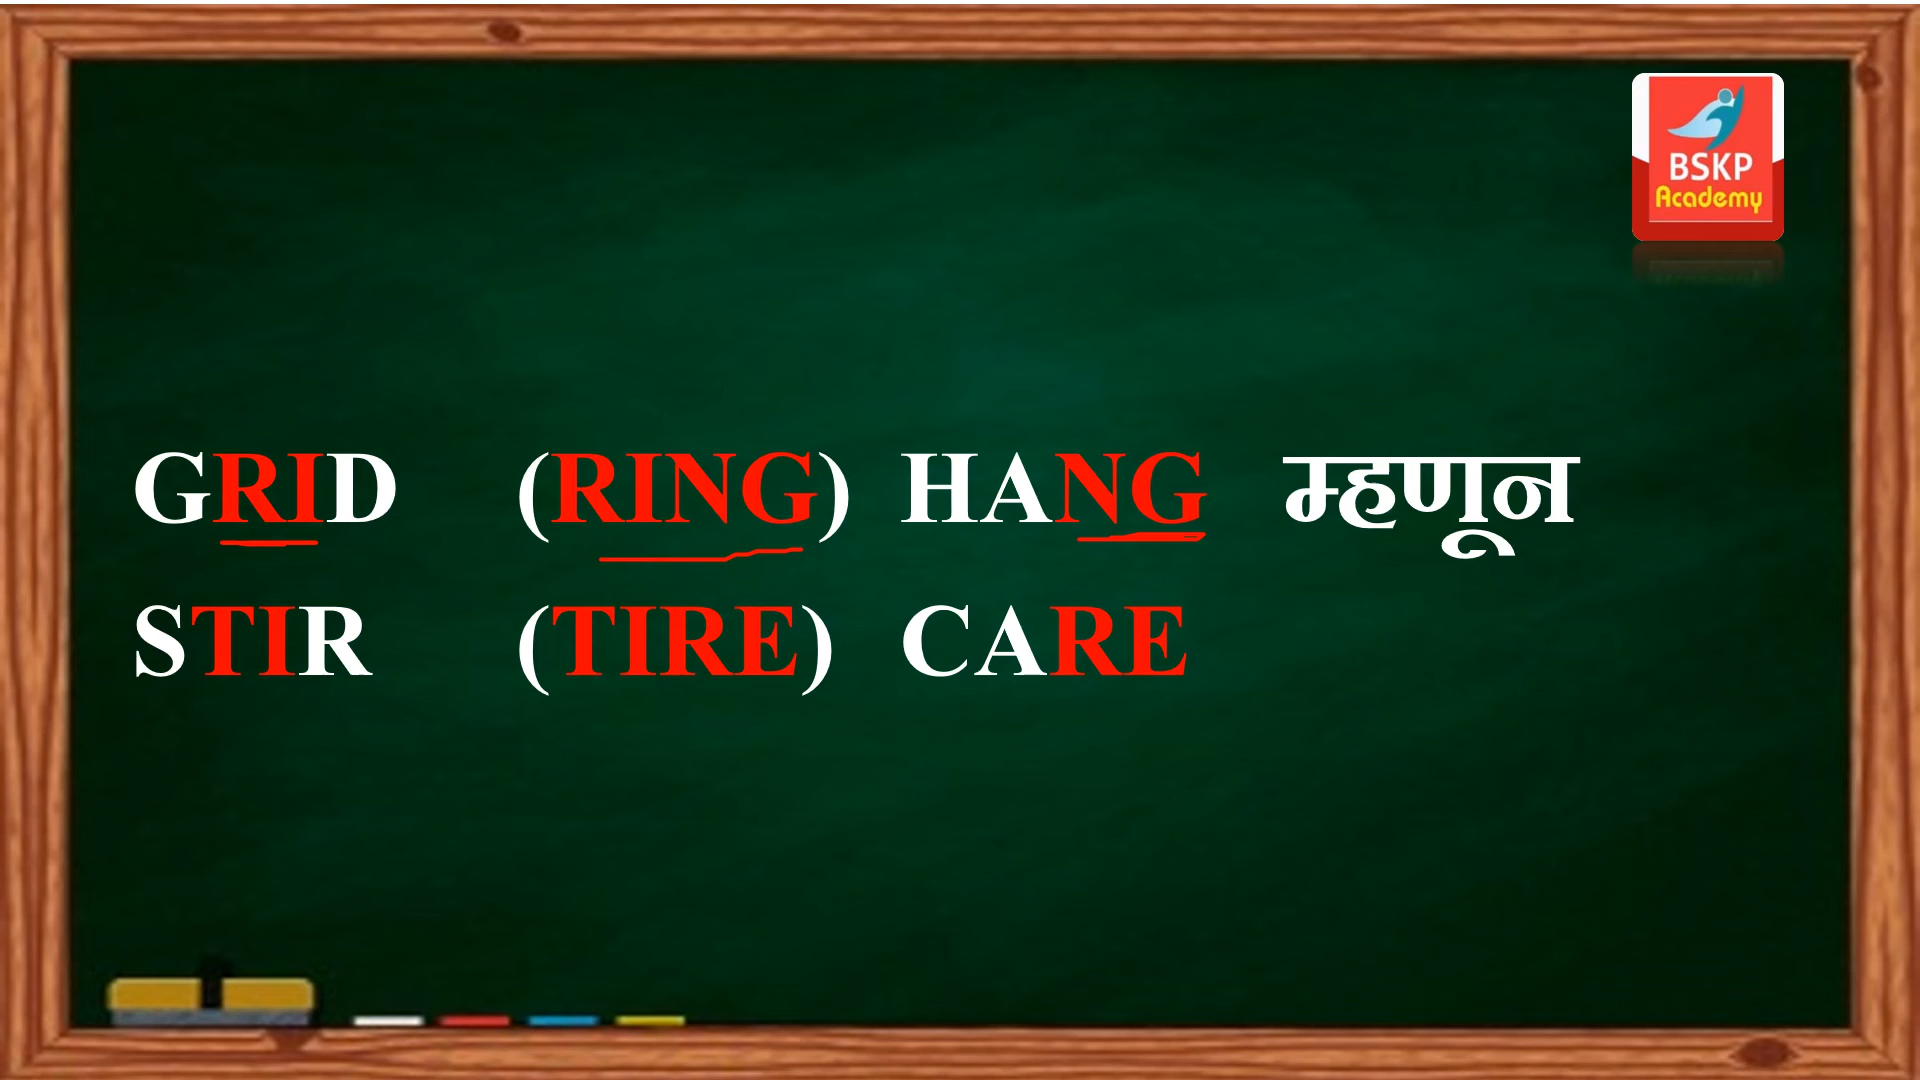 BSKP
Academy
GRID (RING) HANG म्हणून
STIR (TIRE) CARE